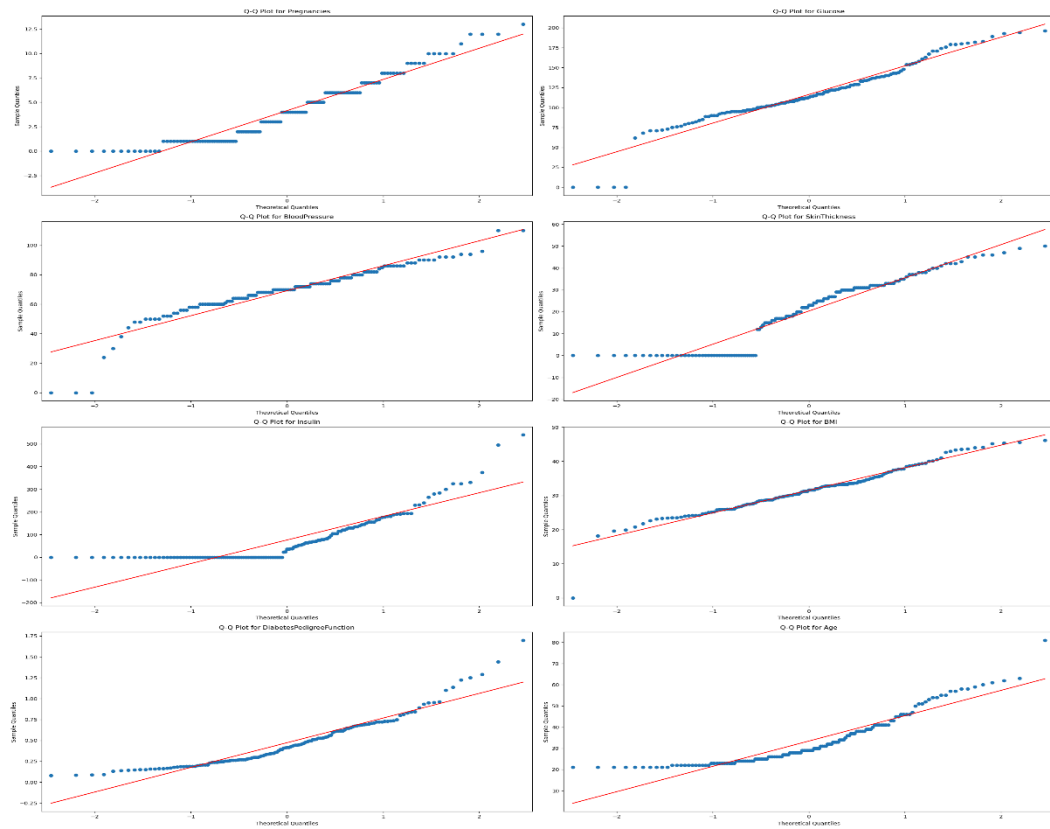 Q-Q Plot for Pregnancies
Sample Quantiles
12.5
10.0
7.5
5.0
2.5
0.0
−2.5
−2 −1 0 1 2
Theoretical Quantiles
Q-Q Plot for Glucose
Sample Quantiles
200
175
150
125
100
75
50
25
0
−2 −1 0 1 2
Theoretical Quantiles
Q-Q Plot for BloodPressure
Sample Quantiles
100
80
60
40
20
0
−2 −1 0 1 2
Theoretical Quantiles
Q-Q Plot for SkinThickness
Sample Quantiles
60
50
40
30
20
10
0
10
20
−2 −1 0 1 2
Theoretical Quantiles
Q-Q Plot for Insulin
Sample Quantiles
500
400
300
200
100
0
−100
−200
−2 −1 0 1 2
Theoretical Quantiles
Q-Q Plot for BMI
Sample Quantiles
50
40
30
20
10
0
−2 −1 0 1 2
Theoretical Quantiles
Q-Q Plot for DiabetesPedigreeFunction
Sample Quantiles
1.75
1.50
1.25
1.00
0.75
0.50
0.25
0.00
−0.25
−2 −1 0 1 2
Theoretical Quantiles
Q-Q Plot for Age
Sample Quantiles
80
70
60
50
40
30
20
10
−2 −1 0 1 2
Theoretical Quantiles